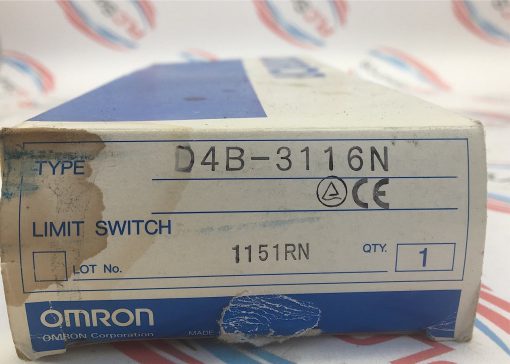 TYPE D4B-3116N
CE
LIMIT SWITCH
LOT No. 1151RN QTY. 1
OMRON
OMRON Corporation MADE